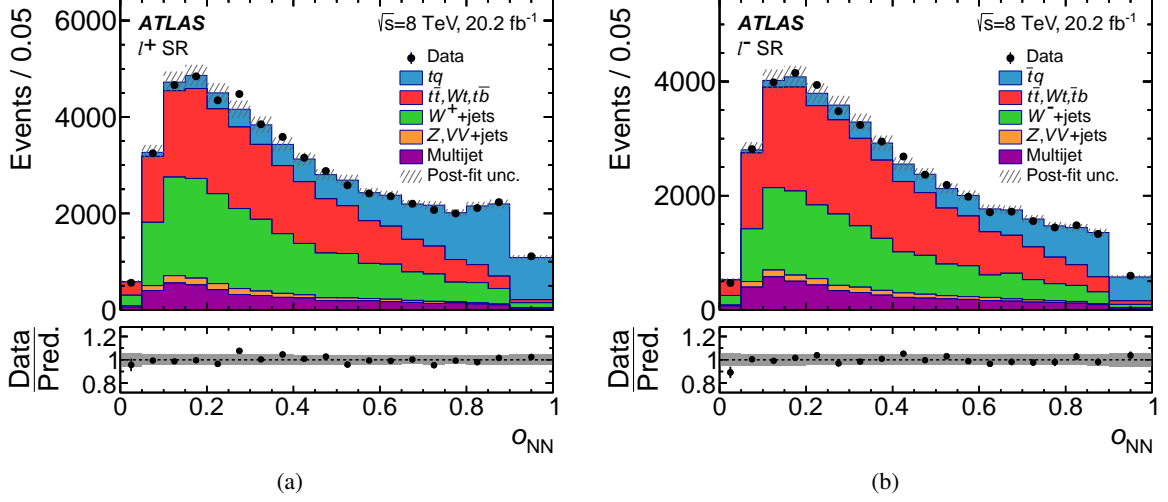 ATLAS
√s=8 TeV, 20.2 fb⁻¹
l⁺ SR
Data
tq
tt̄,Wt,tb̄
W⁺+jets
Z,VV+jets
Multijet
Post-fit unc.
Events / 0.05
6000
4000
2000
0
Data
Pred.
1.2
1
0.8
0 0.2 0.4 0.6 0.8 1
o_NN
(a)
ATLAS
√s=8 TeV, 20.2 fb⁻¹
l⁻ SR
Data
t̄q
tt̄,Wt,t̄b
W⁻+jets
Z,VV+jets
Multijet
Post-fit unc.
Events / 0.05
4000
2000
0
Data
Pred.
1.2
1
0.8
0 0.2 0.4 0.6 0.8 1
o_NN
(b)